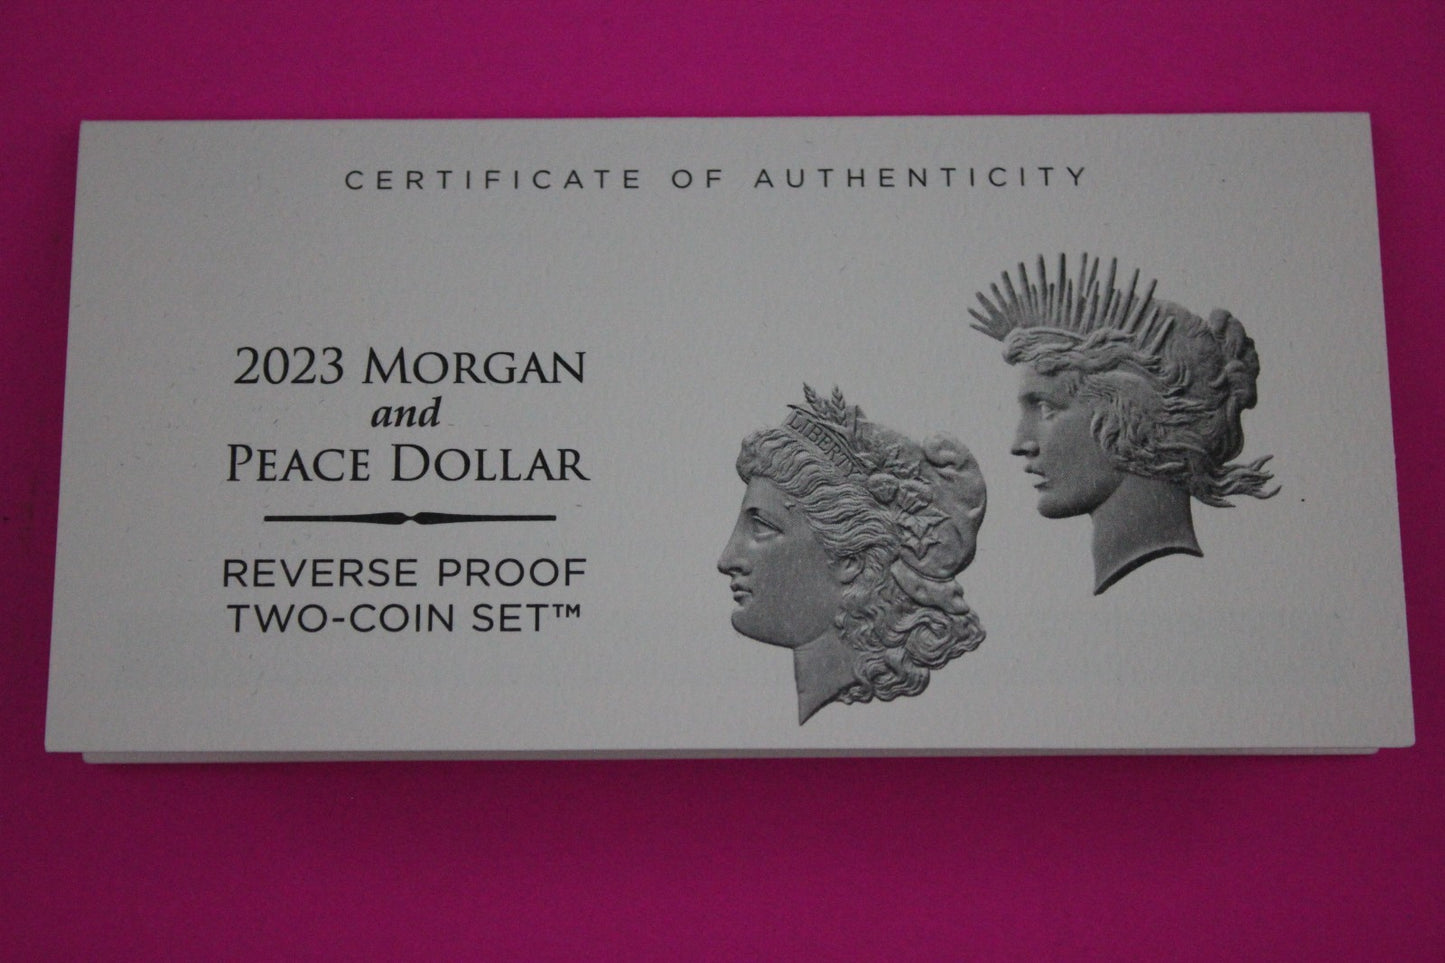 CERTIFICATE OF AUTHENTICITY
2023 MORGAN
and
PEACE DOLLAR
REVERSE PROOF
TWO-COIN SET™
LIBERTY